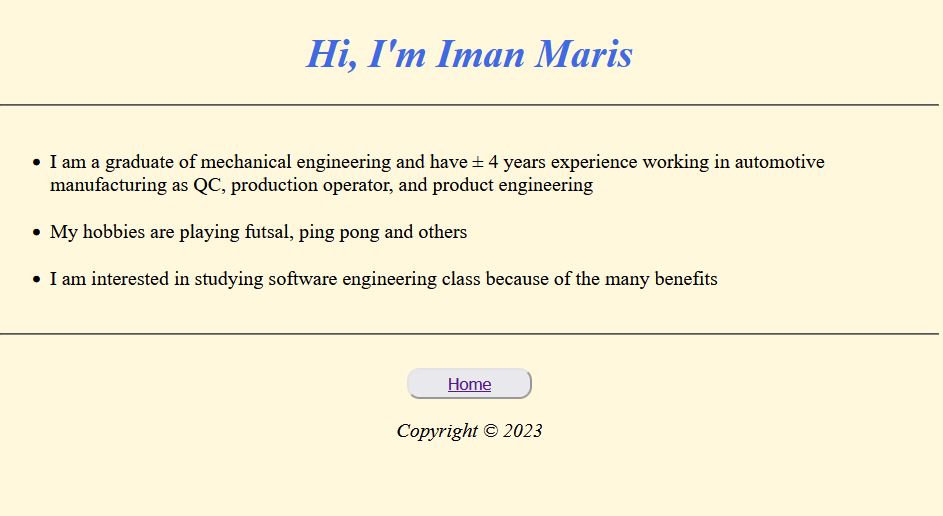 Hi, I'm Iman Maris
• I am a graduate of mechanical engineering and have ± 4 years experience working in automotive
manufacturing as QC, production operator, and product engineering
• My hobbies are playing futsal, ping pong and others
• I am interested in studying software engineering class because of the many benefits
Home
Copyright © 2023